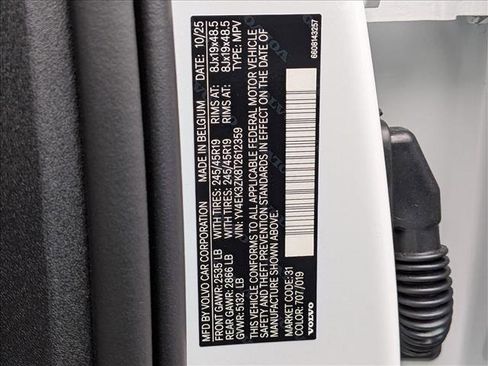 MFD BY VOLVO CAR CORPORATION MADE IN BELGIUM DATE: 10/25
FRONT GAWR: 2535 LB WITH TIRES: 245/45R19 RIMS AT: 8Jx19x48.5
REAR GAWR: 2866 LB WITH TIRES: 245/45R19 RIMS AT: 8Jx19x48.5
GVWR: 5132 LB VIN: YV4EK3ZK8T2612359 TYPE: MPV
THIS VEHICLE CONFORMS TO ALL APPLICABLE FEDERAL MOTOR VEHICLE
SAFETY AND THEFT PREVENTION STANDARDS IN EFFECT ON THE DATE OF
MANUFACTURE SHOWN ABOVE.
MARKET CODE: 31
COLOR: 707/019
VOLVO
6608143257